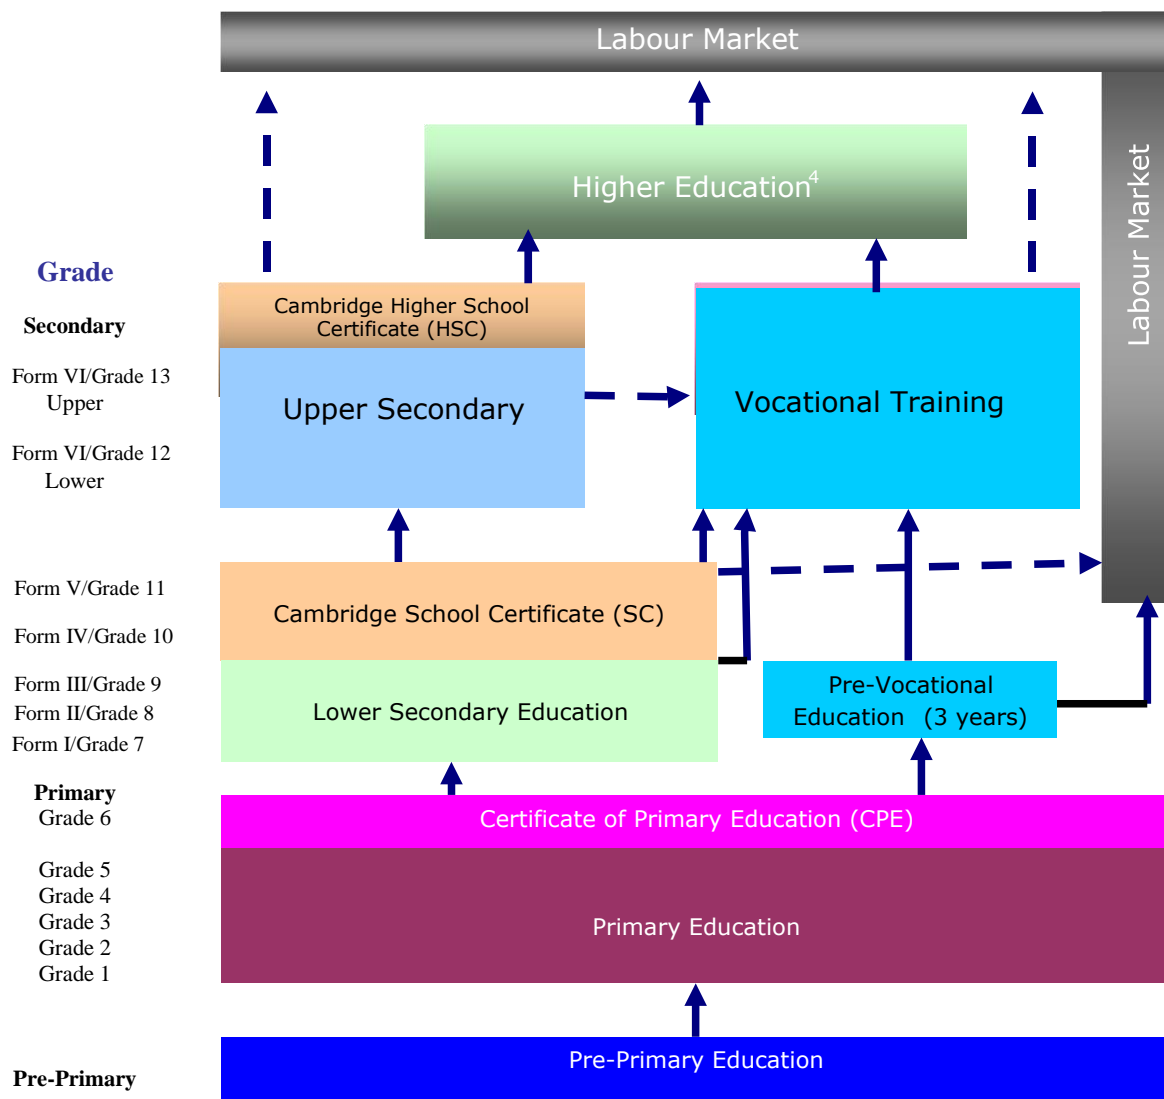 Labour Market
Labour Market
Higher Education4
Grade
Secondary
Cambridge Higher School
Certificate (HSC)
Form VI/Grade 13
Upper
Upper Secondary
Vocational Training
Form VI/Grade 12
Lower
Form V/Grade 11
Cambridge School Certificate (SC)
Form IV/Grade 10
Form III/Grade 9
Form II/Grade 8
Form I/Grade 7
Lower Secondary Education
Pre-Vocational
Education (3 years)
Primary
Grade 6
Certificate of Primary Education (CPE)
Grade 5
Grade 4
Grade 3
Grade 2
Grade 1
Primary Education
Pre-Primary Education
Pre-Primary